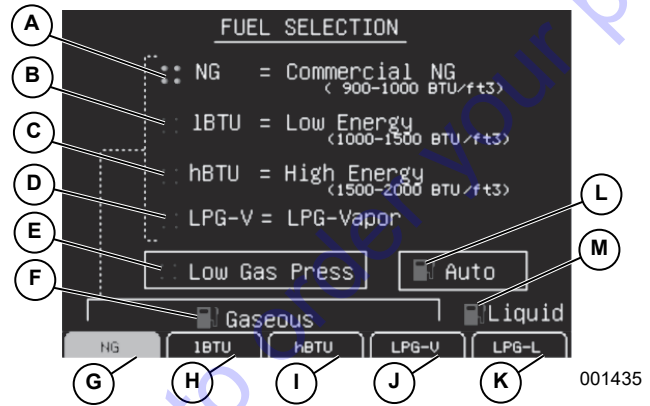 A
FUEL SELECTION
NG = Commercial NG
( 900-1000 BTU/ft3)
B
lBTU = Low Energy
(1000-1500 BTU/ft3)
C
hBTU = High Energy
(1500-2000 BTU/ft3)
D
LPG-V = LPG-Vapor
L
E
Low Gas Press
Auto
M
F
Gaseous
Liquid
NG
lBTU
hBTU
LPG-V
LPG-L
G
H
I
J
K
001435